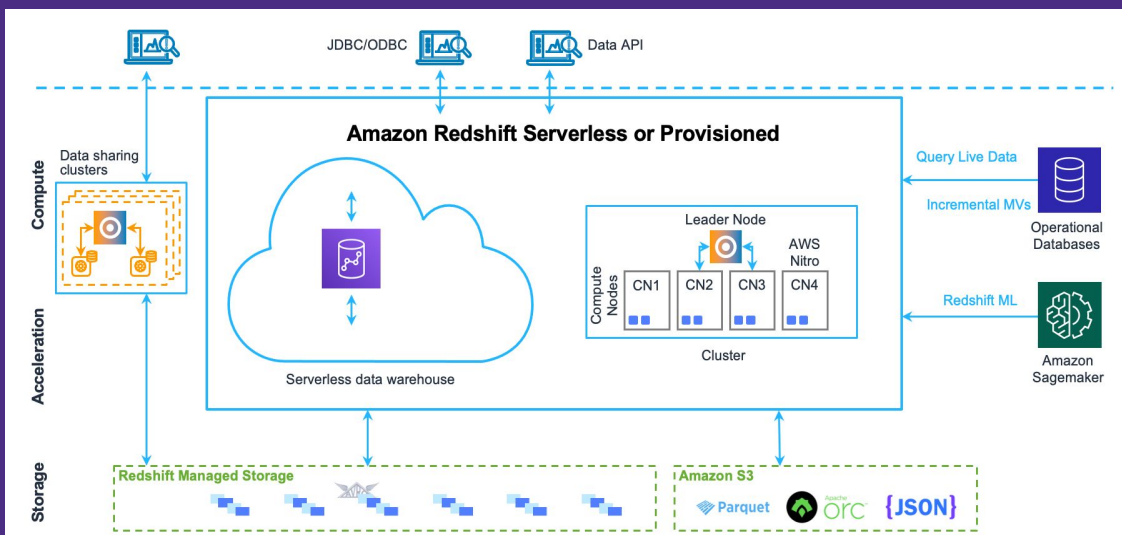 JDBC/ODBC
Data API
Amazon Redshift Serverless or Provisioned
Compute
Data sharing
clusters
Query Live Data
Incremental MVs
Operational
Databases
Leader Node
AWS
Nitro
Compute
Nodes
CN1
CN2
CN3
CN4
Cluster
Serverless data warehouse
Redshift ML
Amazon
Sagemaker
Acceleration
Storage
Redshift Managed Storage
Amazon S3
Parquet
APACHE
orc
{JSON}